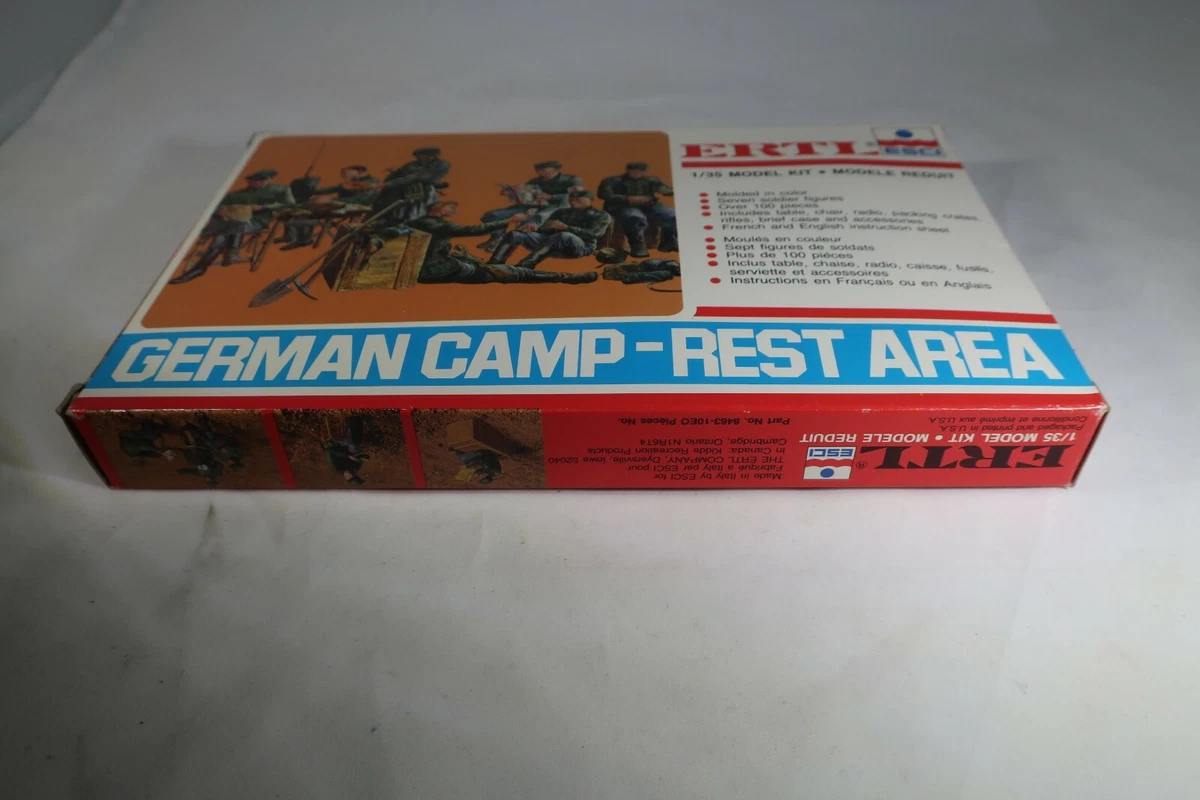 ERTL® ESCI
1/35 MODEL KIT • MODELE REDUIT
• Molded in color
• Seven soldier figures
• Over 100 pieces
• Includes table, chair, radio, packing crates,
rifles, brief case and accessories
• French and English instruction sheet
• Moulés en couleur
• Sept figures de soldats
• Plus de 100 pièces
• Inclus table, chaise, radio, caisse, fusils,
serviette et accessoires
• Instructions en Français ou en Anglais
GERMAN CAMP-REST AREA
ERTL® ESCI
1/35 MODEL KIT • MODELE REDUIT
Packaged and printed in U.S.A.
Conditionne et imprimé aux U.S.A.
Made in Italy by ESCI for
Fabriqué a Italy par ESCI pour
THE ERTL COMPANY, Dyersville, Iowa 52040
In Canada: Kidde Recreation Products
Cambridge, Ontario N1R6T4
Part No. 8463-10EO Pièces No.